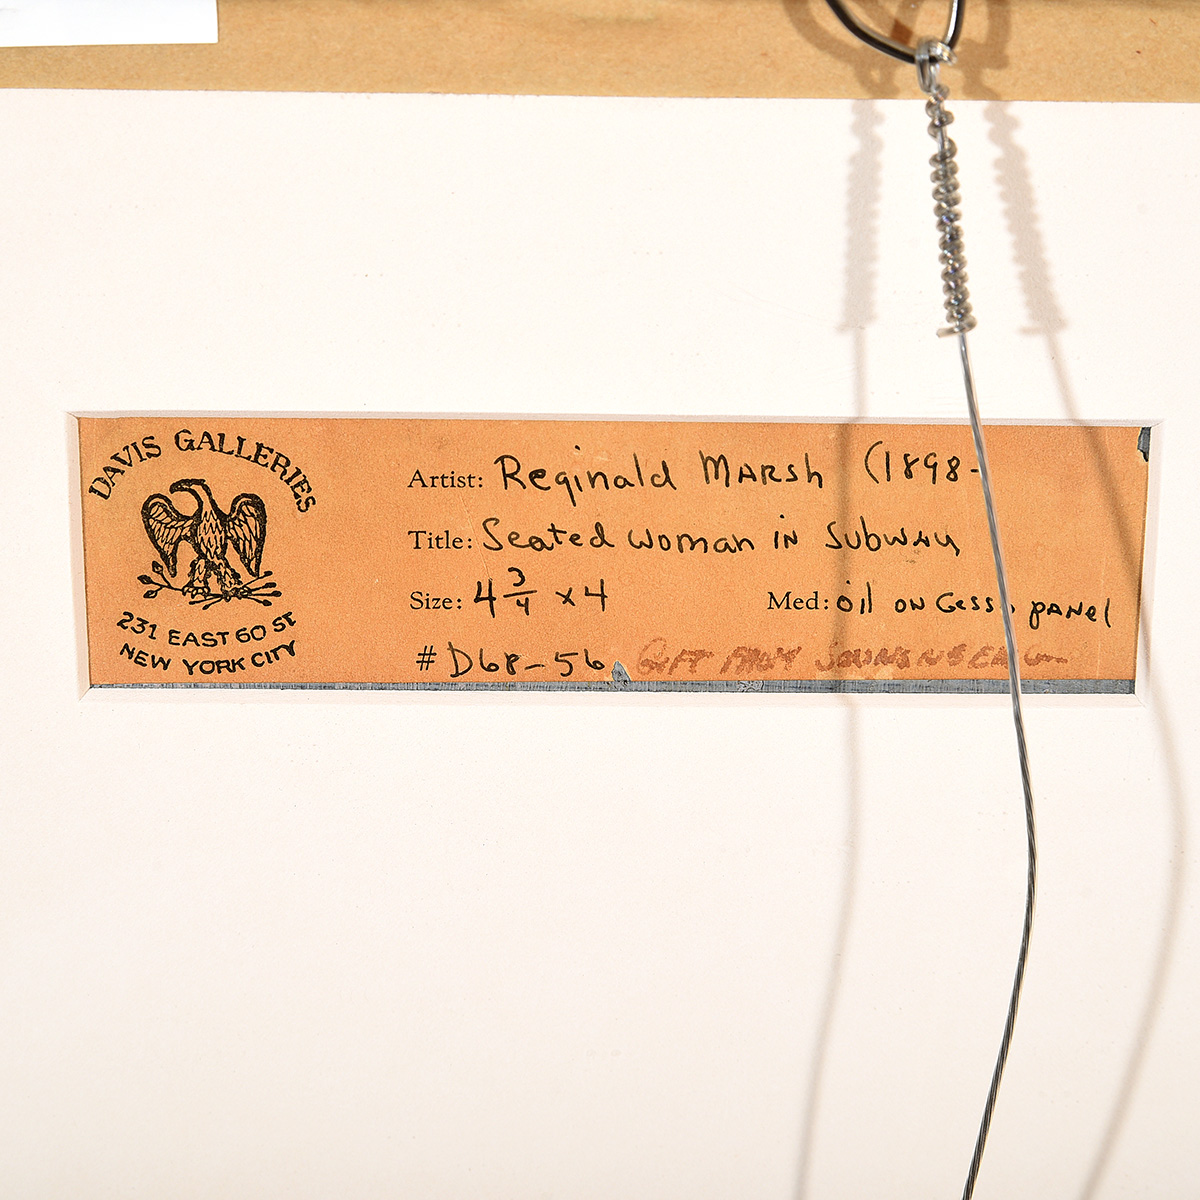 DAVIS GALLERIES
231 EAST 60 ST
NEW YORK CITY
Artist: Reginald MARSH (1898-
Title: Seated woman in Subway
Size: 4 3/4 x 4 Med: oil on Gesso panel
# D68-56 GIFT